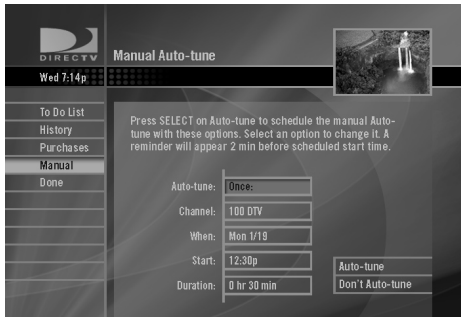 DIRECTV
Manual Auto-tune
Wed 7:14p
To Do List
History
Purchases
Manual
Done
Press SELECT on Auto-tune to schedule the manual Auto-
tune with these options. Select an option to change it. A
reminder will appear 2 min before scheduled start time.
Auto-tune: Once:
Channel: 100 DTV
When: Mon 1/19
Start: 12:30p
Duration: 0 hr 30 min
Auto-tune
Don't Auto-tune